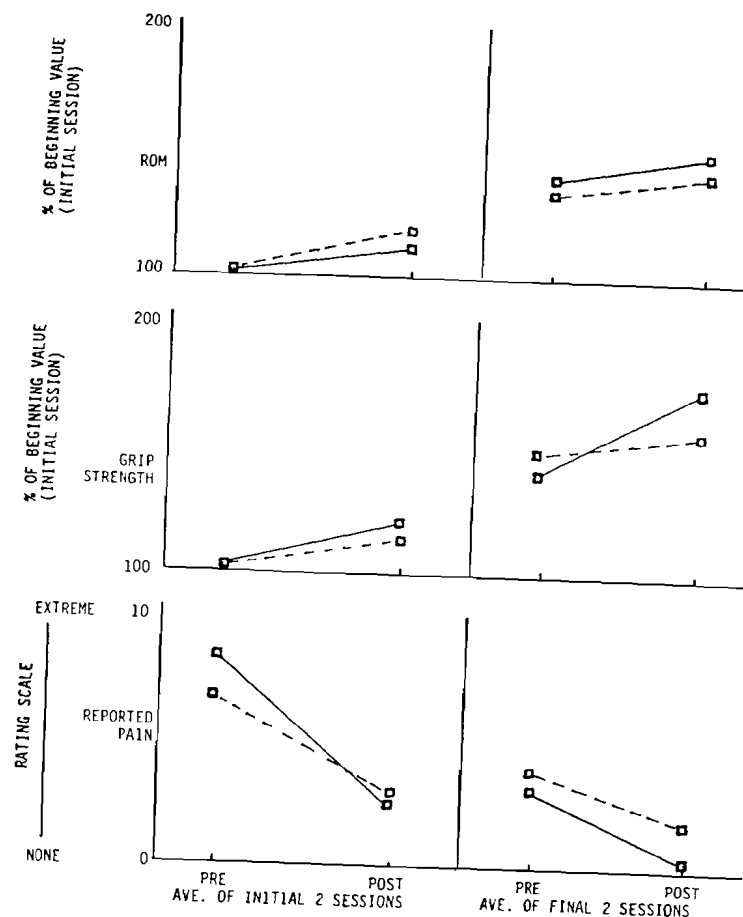 200
% OF BEGINNING VALUE
(INITIAL SESSION)
ROM
100
200
% OF BEGINNING VALUE
(INITIAL SESSION)
GRIP
STRENGTH
100
EXTREME 10
RATING SCALE
REPORTED
PAIN
NONE 0
PRE POST PRE POST
AVE. OF INITIAL 2 SESSIONS AVE. OF FINAL 2 SESSIONS